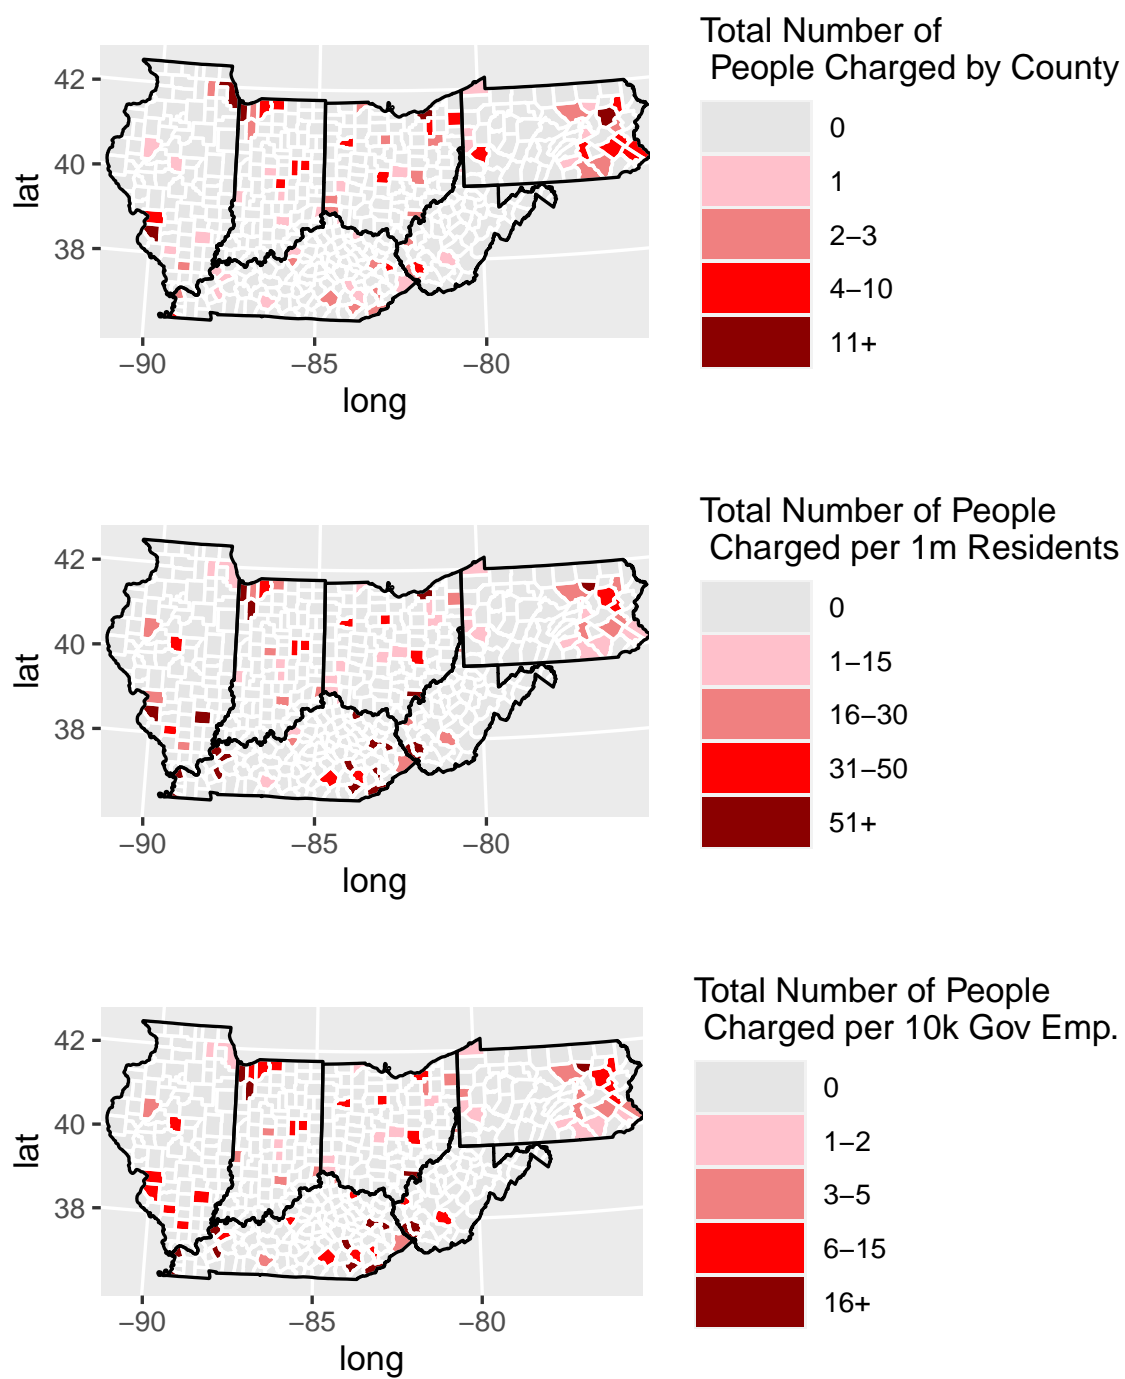 Total Number of
People Charged by County
42
40
38
lat
−90
−85
−80
long
0
1
2−3
4−10
11+
Total Number of People
Charged per 1m Residents
42
40
38
lat
−90
−85
−80
long
0
1−15
16−30
31−50
51+
Total Number of People
Charged per 10k Gov Emp.
42
40
38
lat
−90
−85
−80
long
0
1−2
3−5
6−15
16+